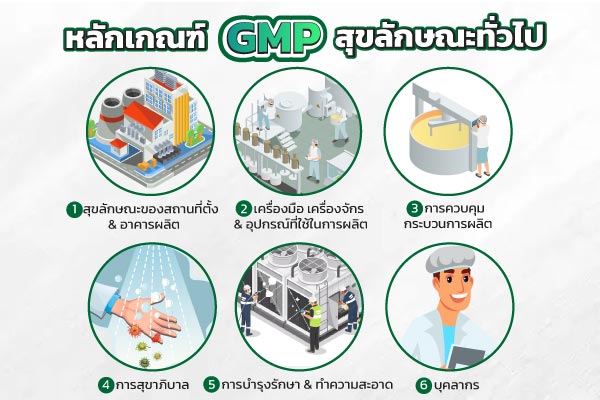 หลักเกณฑ์ GMP สุขลักษณะทั่วไป
1 สุขลักษณะของสถานที่ตั้ง
& อาคารผลิต
2 เครื่องมือ เครื่องจักร
& อุปกรณ์ที่ใช้ในการผลิต
3 การควบคุม
กระบวนการผลิต
4 การสุขาภิบาล
5 การบำรุงรักษา & ทำความสะอาด
6 บุคลากร